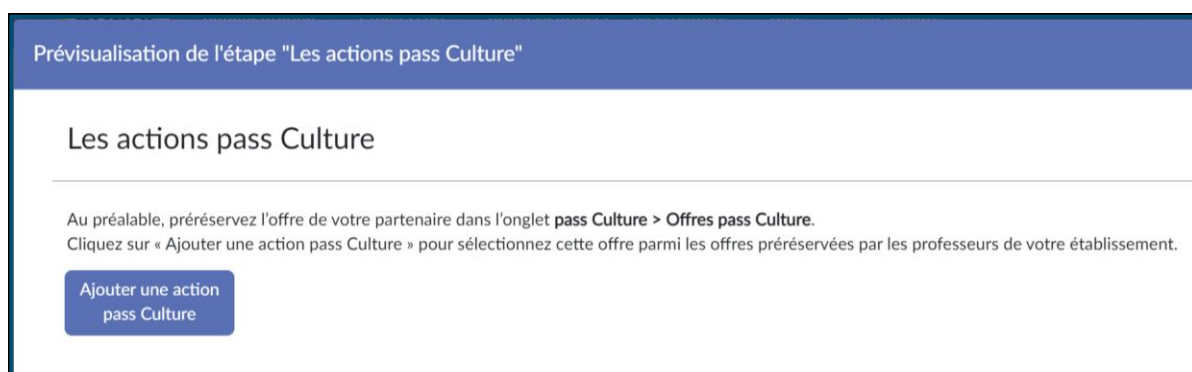 Prévisualisation de l'étape "Les actions pass Culture"
Les actions pass Culture
Au préalable, préréservez l’offre de votre partenaire dans l’onglet pass Culture > Offres pass Culture.
Cliquez sur « Ajouter une action pass Culture » pour sélectionnez cette offre parmi les offres préréservées par les professeurs de votre établissement.
Ajouter une action
pass Culture